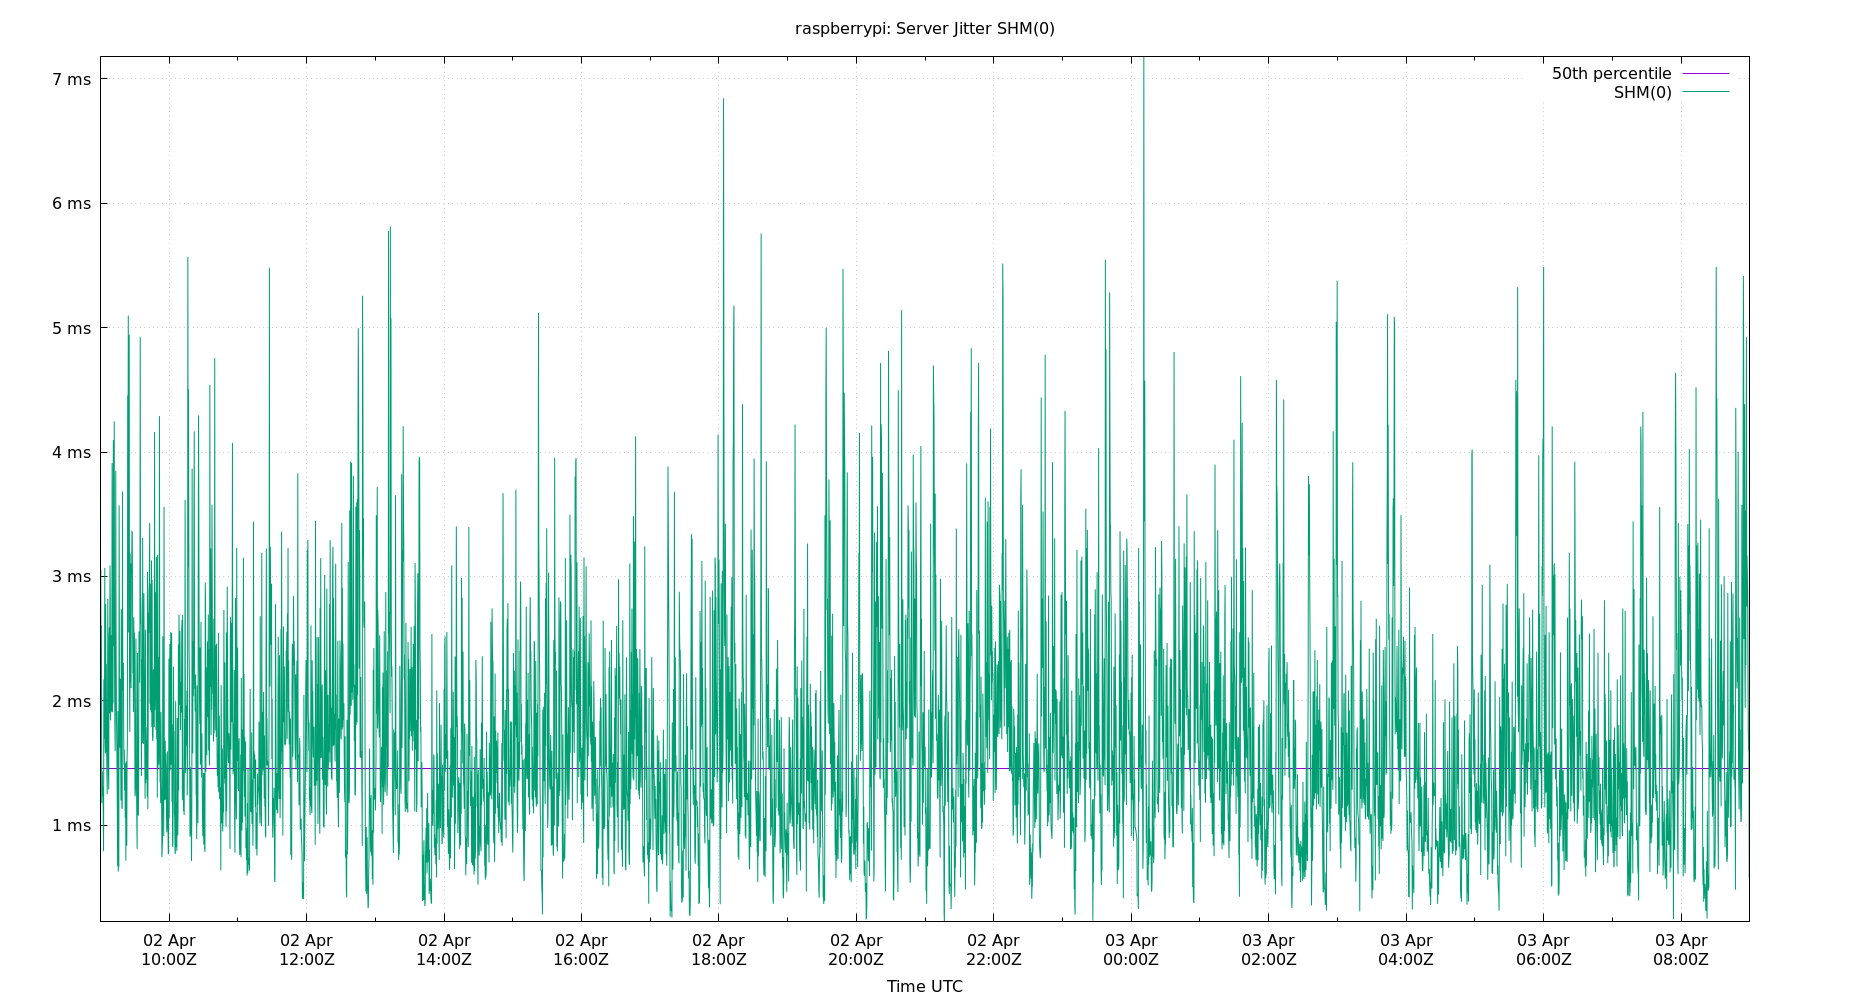 raspberrypi: Server Jitter SHM(0)
50th percentile
SHM(0)
7 ms
6 ms
5 ms
4 ms
3 ms
2 ms
1 ms
02 Apr 02 Apr 02 Apr 02 Apr 02 Apr 02 Apr 02 Apr 03 Apr 03 Apr 03 Apr 03 Apr 03 Apr
10:00Z 12:00Z 14:00Z 16:00Z 18:00Z 20:00Z 22:00Z 00:00Z 02:00Z 04:00Z 06:00Z 08:00Z
Time UTC